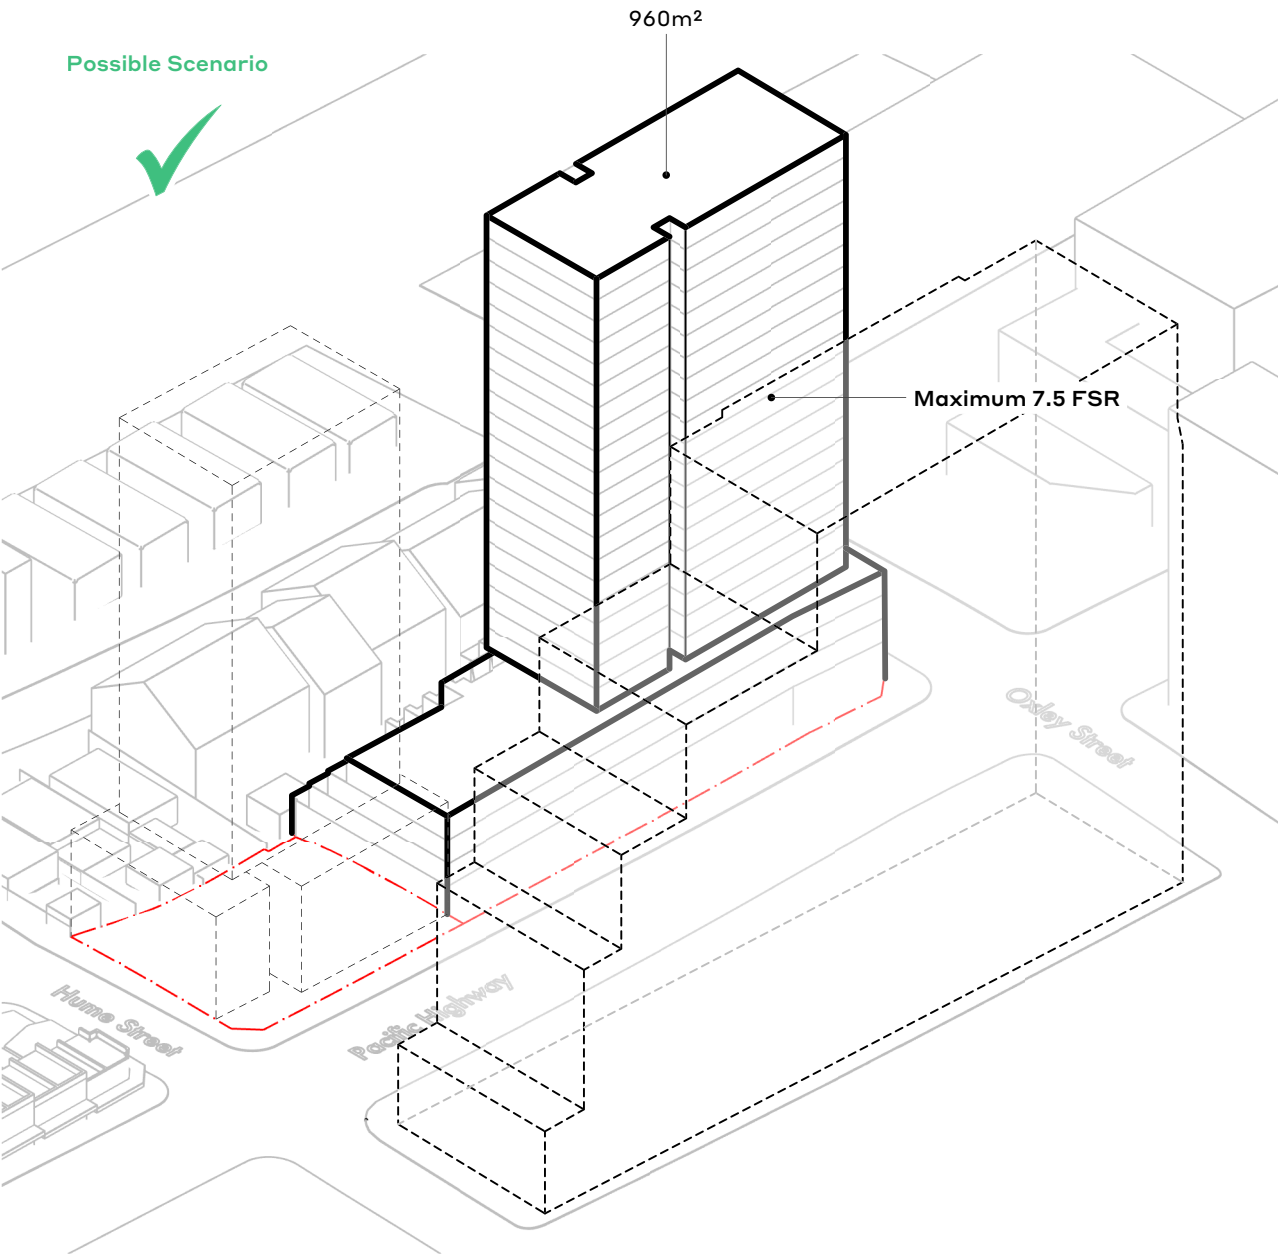 960m²
Possible Scenario
Maximum 7.5 FSR
Oxley Street
Hume Street
Pacific Highway